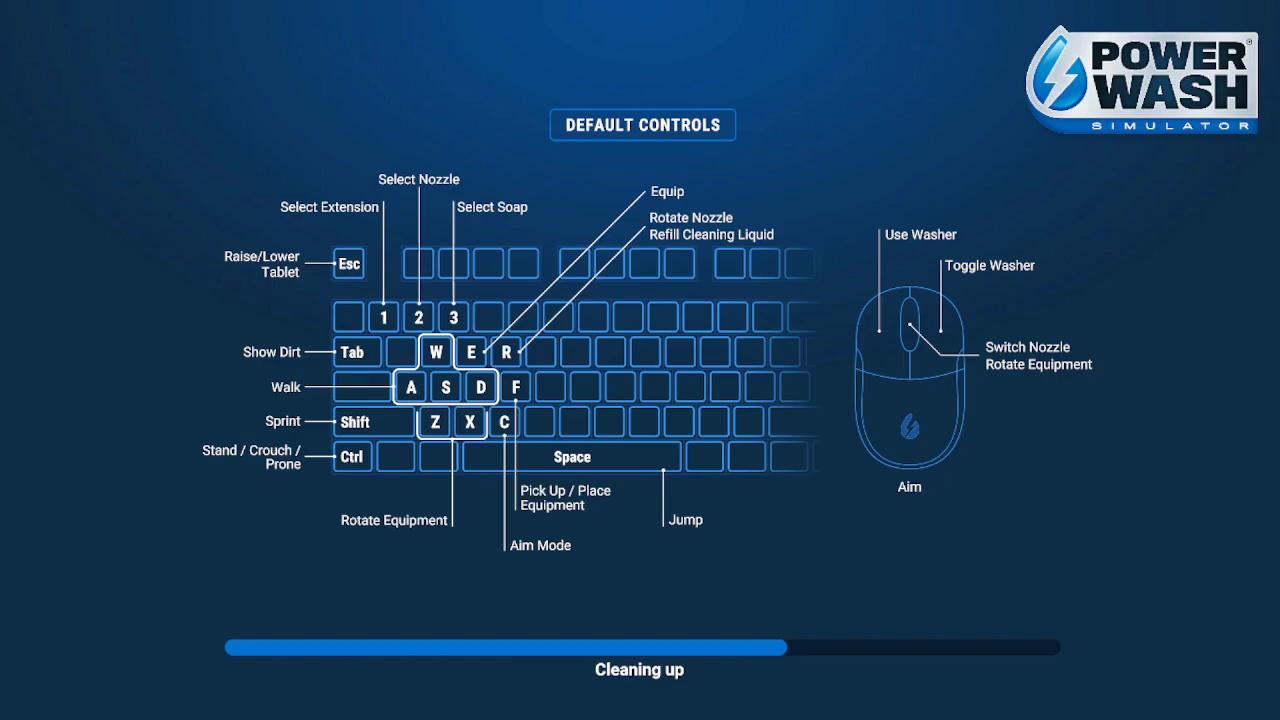 POWER
WASH
SIMULATOR
DEFAULT CONTROLS
Select Nozzle
Select Extension
Select Soap
Equip
Rotate Nozzle
Refill Cleaning Liquid
Raise/Lower
Tablet
Esc
1 2 3
Show Dirt
Tab W E R
Walk
A S D F
Sprint
Shift Z X C
Stand / Crouch /
Prone
Ctrl Space
Pick Up / Place
Equipment
Rotate Equipment
Jump
Aim Mode
Use Washer
Toggle Washer
Switch Nozzle
Rotate Equipment
Aim
Cleaning up